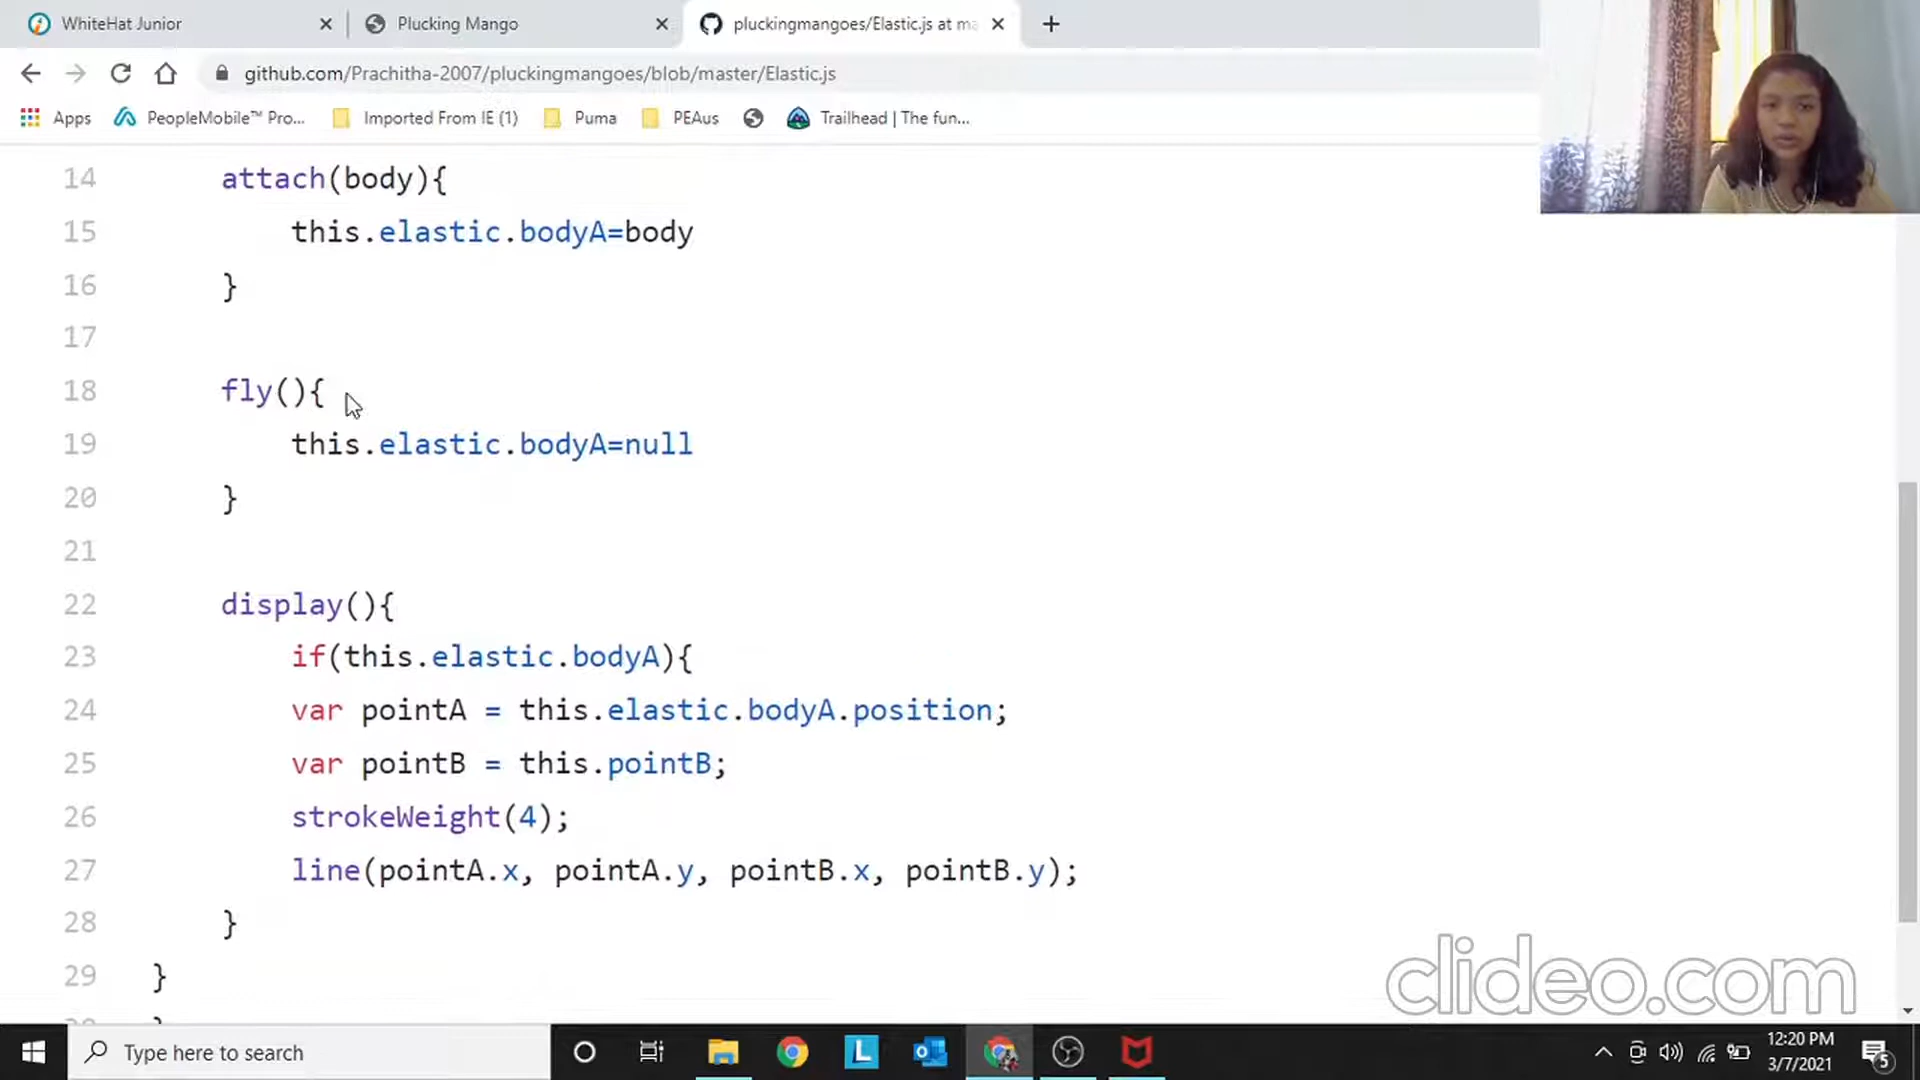 WhiteHat Junior
Plucking Mango
pluckingmangoes/Elastic.js at ma
github.com/Prachitha-2007/pluckingmangoes/blob/master/Elastic.js
Apps PeopleMobile™ Pro... Imported From IE (1) Puma PEAus Trailhead | The fun...
14 attach(body){
15 this.elastic.bodyA=body
16 }
17
18 fly(){
19 this.elastic.bodyA=null
20 }
21
22 display(){
23 if(this.elastic.bodyA){
24 var pointA = this.elastic.bodyA.position;
25 var pointB = this.pointB;
26 strokeWeight(4);
27 line(pointA.x, pointA.y, pointB.x, pointB.y);
28 }
29 }
clideo.com
Type here to search
L
12:20 PM
3/7/2021
5